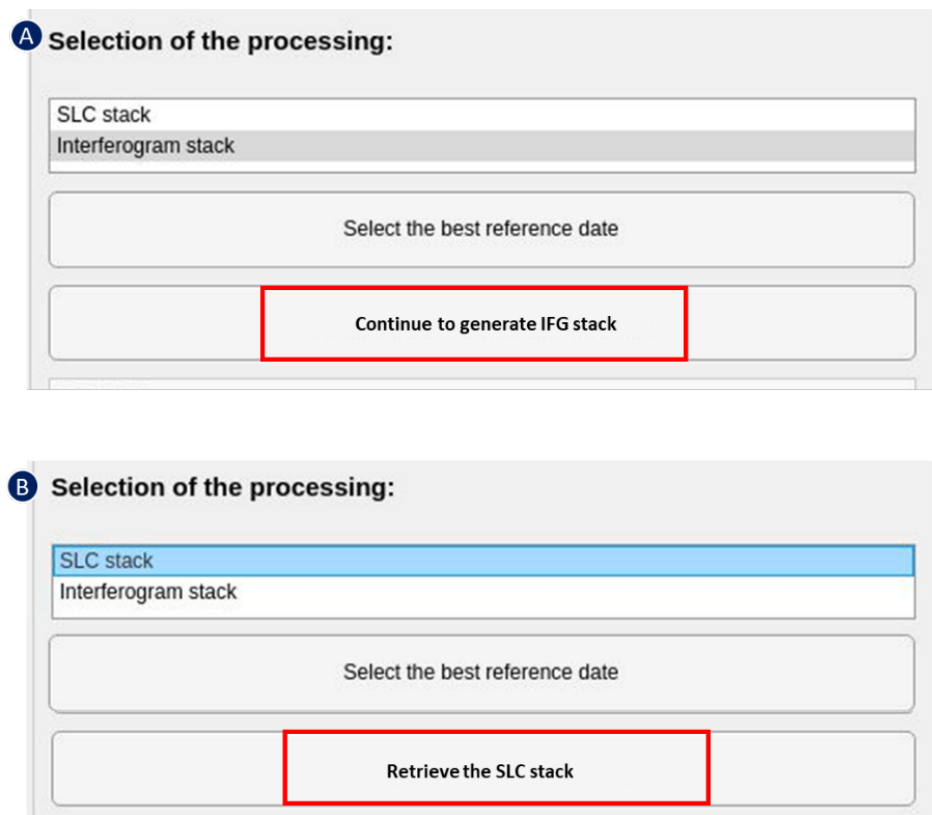 A Selection of the processing:
SLC stack
Interferogram stack
Select the best reference date
Continue to generate IFG stack
B Selection of the processing:
SLC stack
Interferogram stack
Select the best reference date
Retrieve the SLC stack